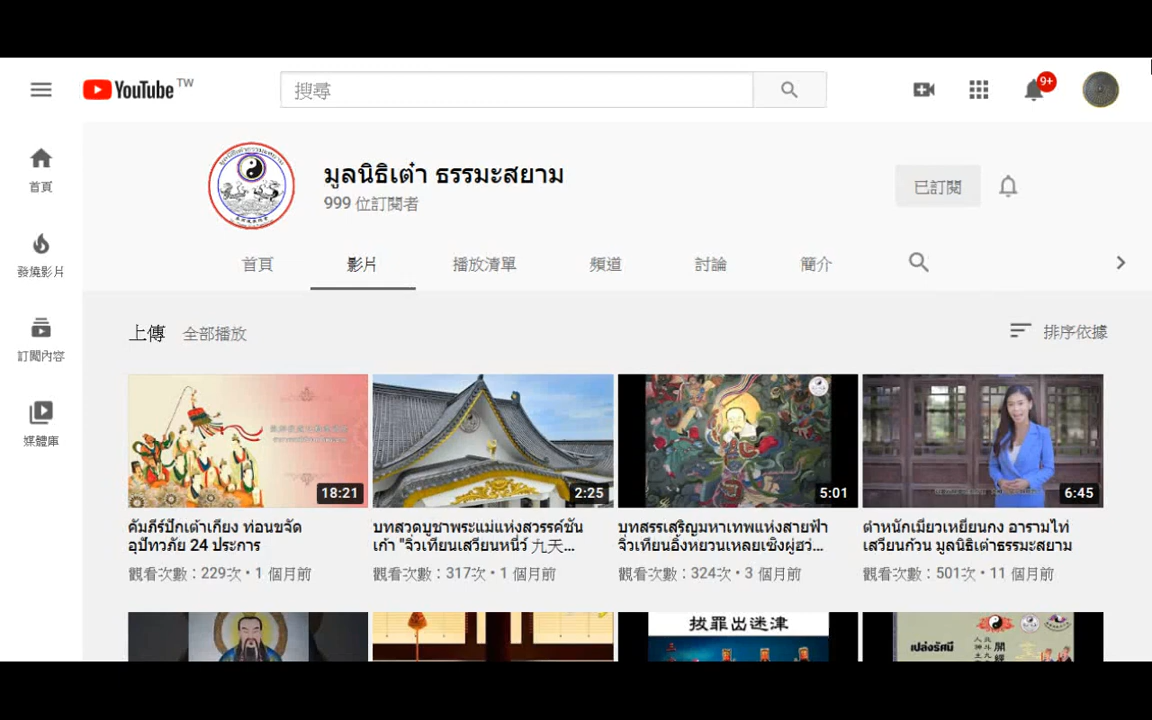 YouTube TW
搜尋
9+
首頁
發燒影片
訂閱內容
媒體庫
มูลนิธิเต๋า ธรรมะสยาม
999 位訂閱者
已訂閱
首頁
影片
播放清單
頻道
討論
簡介
上傳 全部播放
排序依據
18:21
2:25
5:01
6:45
คัมภีร์ปักเต้าเกียง ท่อนขจัด
อุปัทวภัย 24 ประการ
觀看次數：229次 • 1 個月前
บทสวดบูชาพระแม่แห่งสวรรค์ชั้น
เก้า "จิ่วเทียนเสวียนหนี่ว์ 九天...
觀看次數：317次 • 1 個月前
บทสรรเสริญมหาเทพแห่งสายฟ้า
จิ่วเทียนอิ้งหยวนเหลยเซิงผู่ฮว่...
觀看次數：324次 • 3 個月前
ตำหนักเมี่ยวเหยียนกง อารามไท่
เสวียนก้วน มูลนิธิเต๋าธรรมะสยาม
觀看次數：501次 • 11 個月前
拔罪出迷津
เปล่งรัศมี